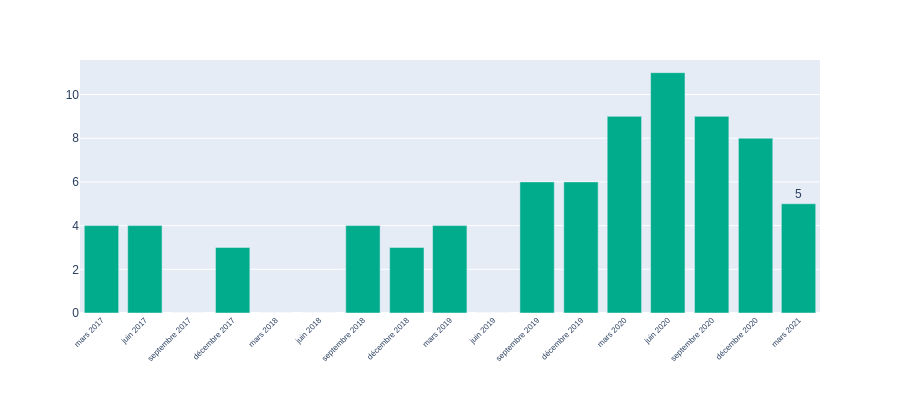 10
8
6
4
2
0
5
mars 2017
juin 2017
septembre 2017
décembre 2017
mars 2018
juin 2018
septembre 2018
décembre 2018
mars 2019
juin 2019
septembre 2019
décembre 2019
mars 2020
juin 2020
septembre 2020
décembre 2020
mars 2021